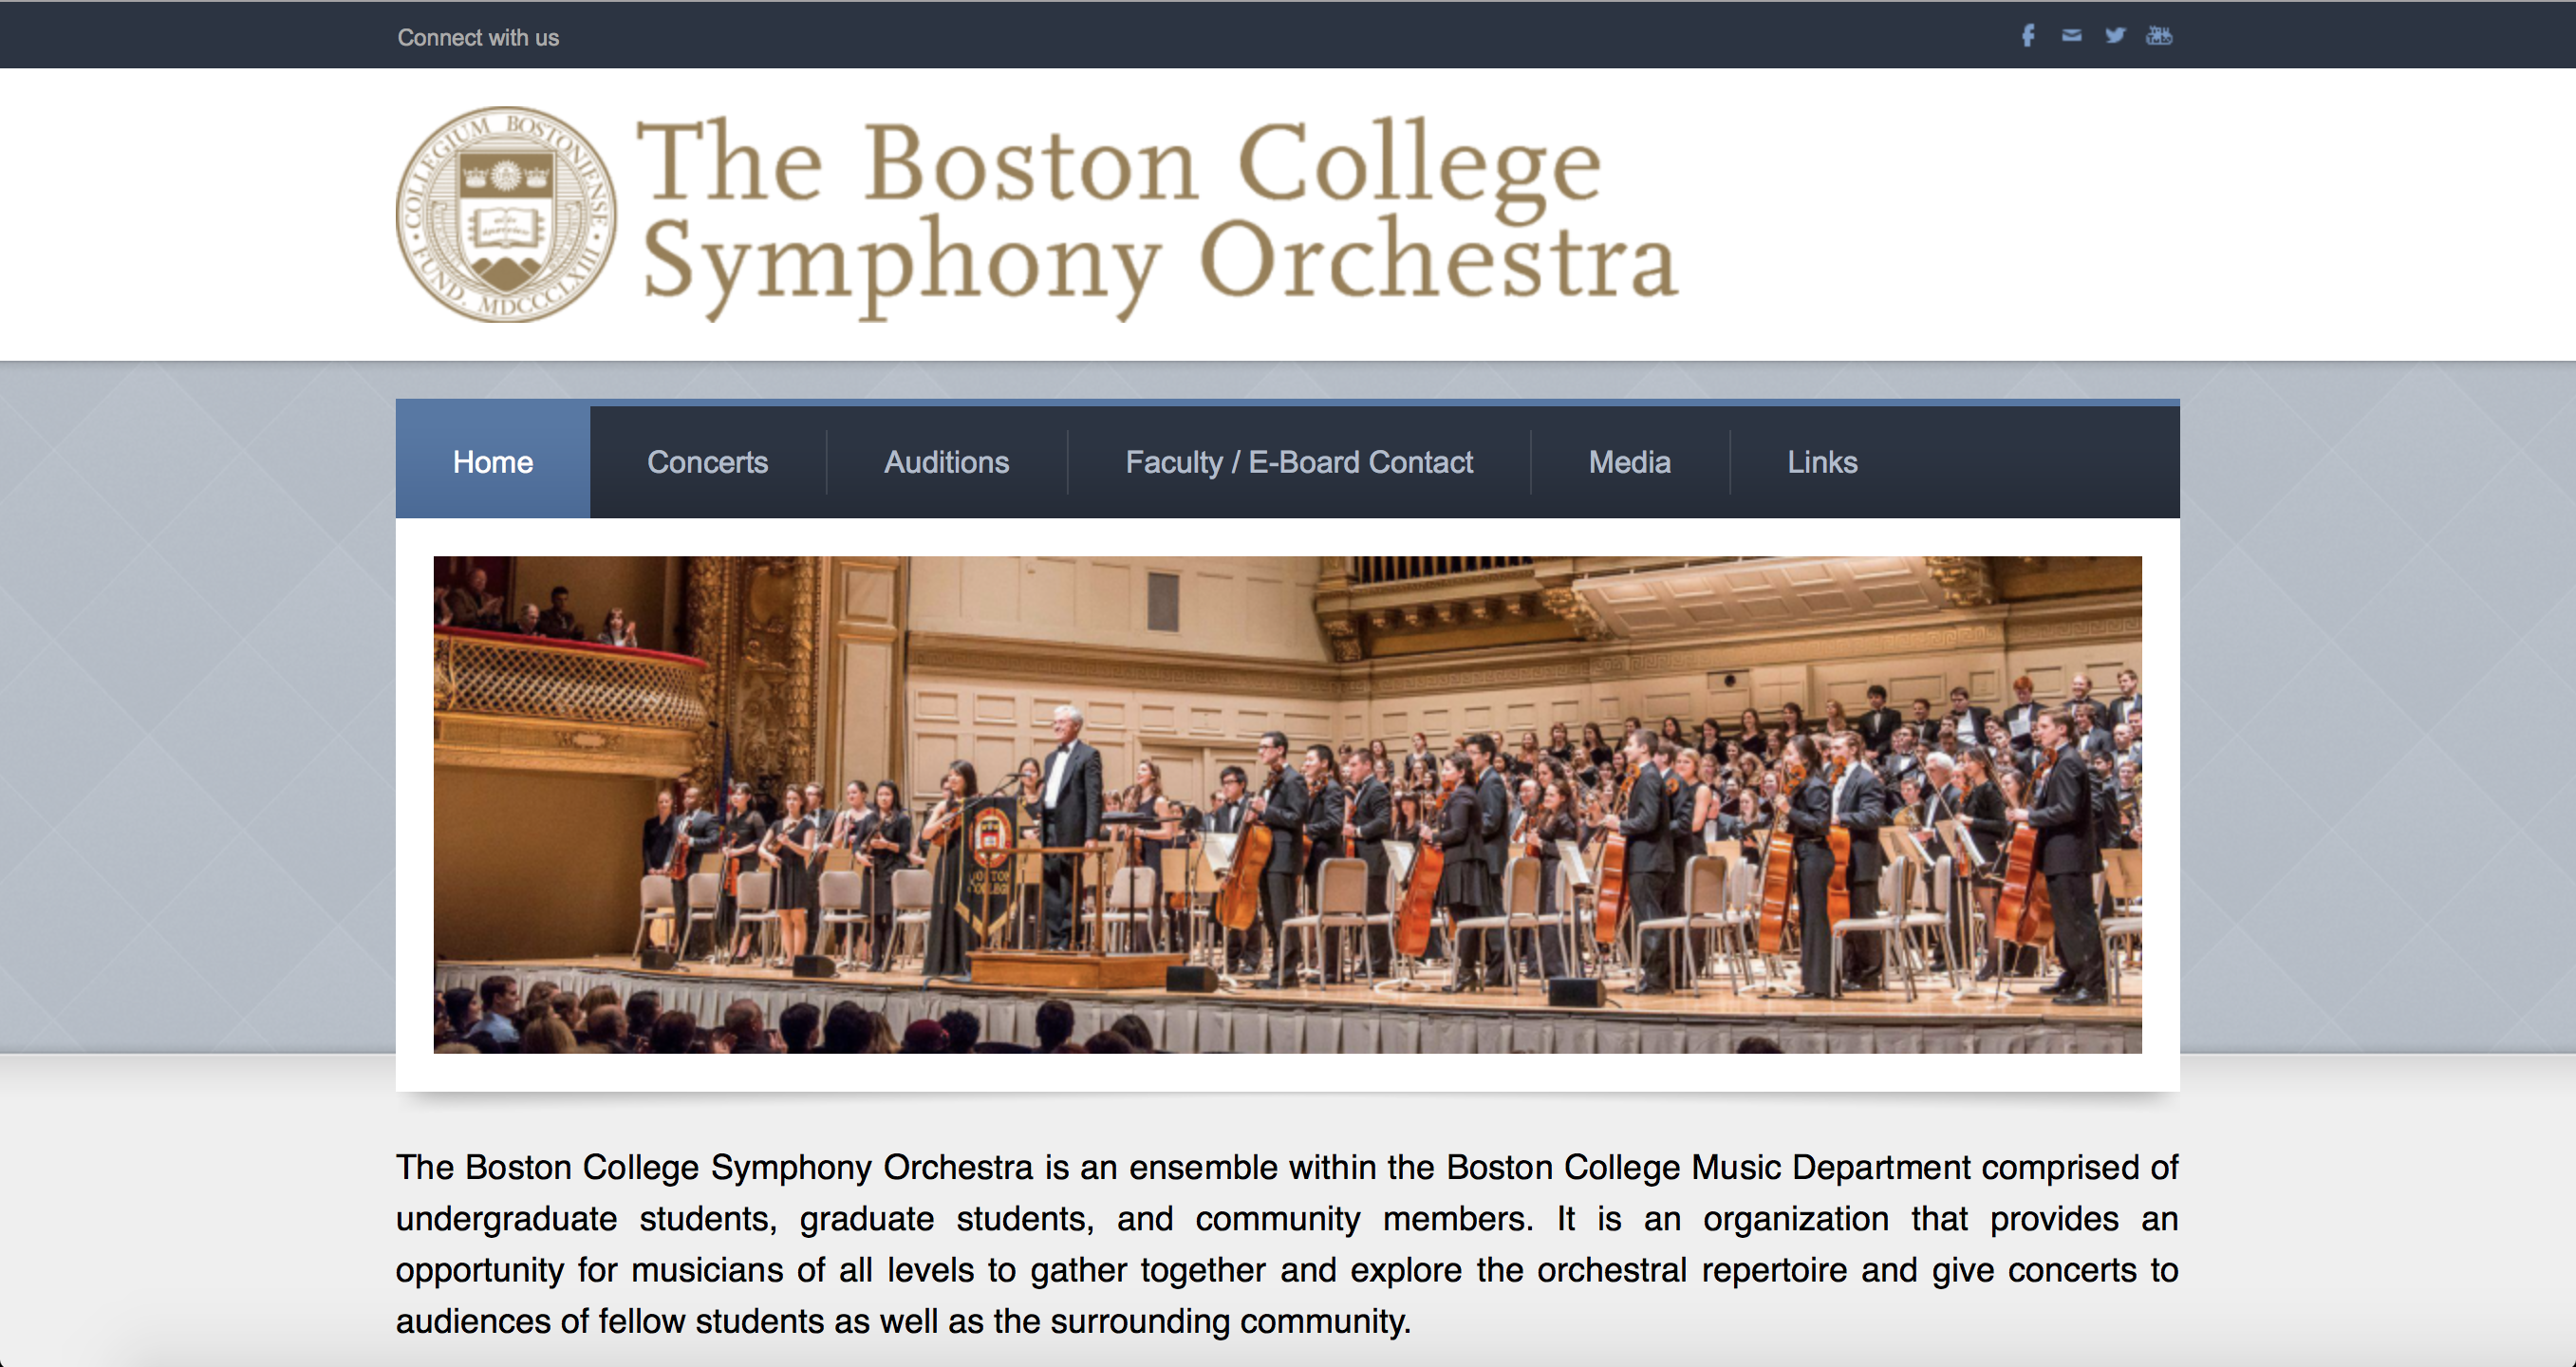 Connect with us
COLLEGIUM BOSTONIENSE
FUND. MDCCCLXIII
The Boston College
Symphony Orchestra
Home
Concerts
Auditions
Faculty / E-Board Contact
Media
Links
BOSTON
COLLEGE
The Boston College Symphony Orchestra is an ensemble within the Boston College Music Department comprised of
undergraduate students, graduate students, and community members. It is an organization that provides an
opportunity for musicians of all levels to gather together and explore the orchestral repertoire and give concerts to
audiences of fellow students as well as the surrounding community.